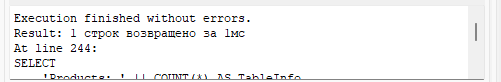 Execution finished without errors.
Result: 1 строк возвращено за 1мс
At line 244:
SELECT
'Products: ' || COUNT(*) AS TableInfo